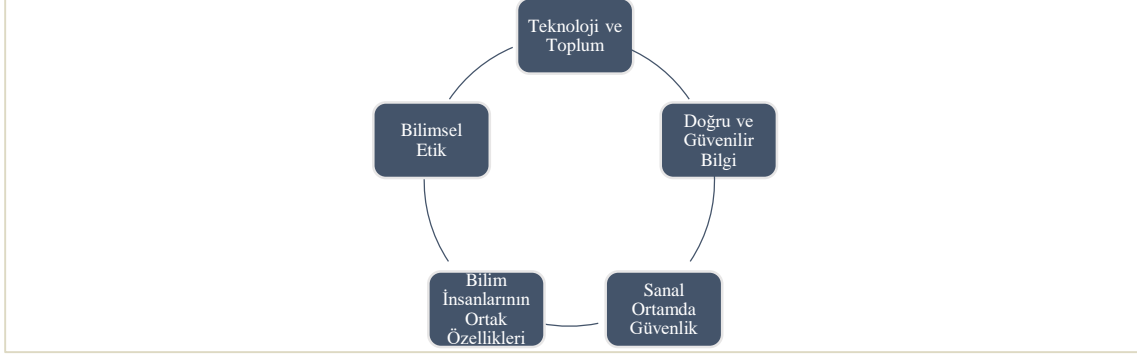 Teknoloji ve
Toplum
Doğru ve
Güvenilir
Bilgi
Sanal
Ortamda
Güvenlik
Bilim
İnsanlarının
Ortak
Özellikleri
Bilimsel
Etik